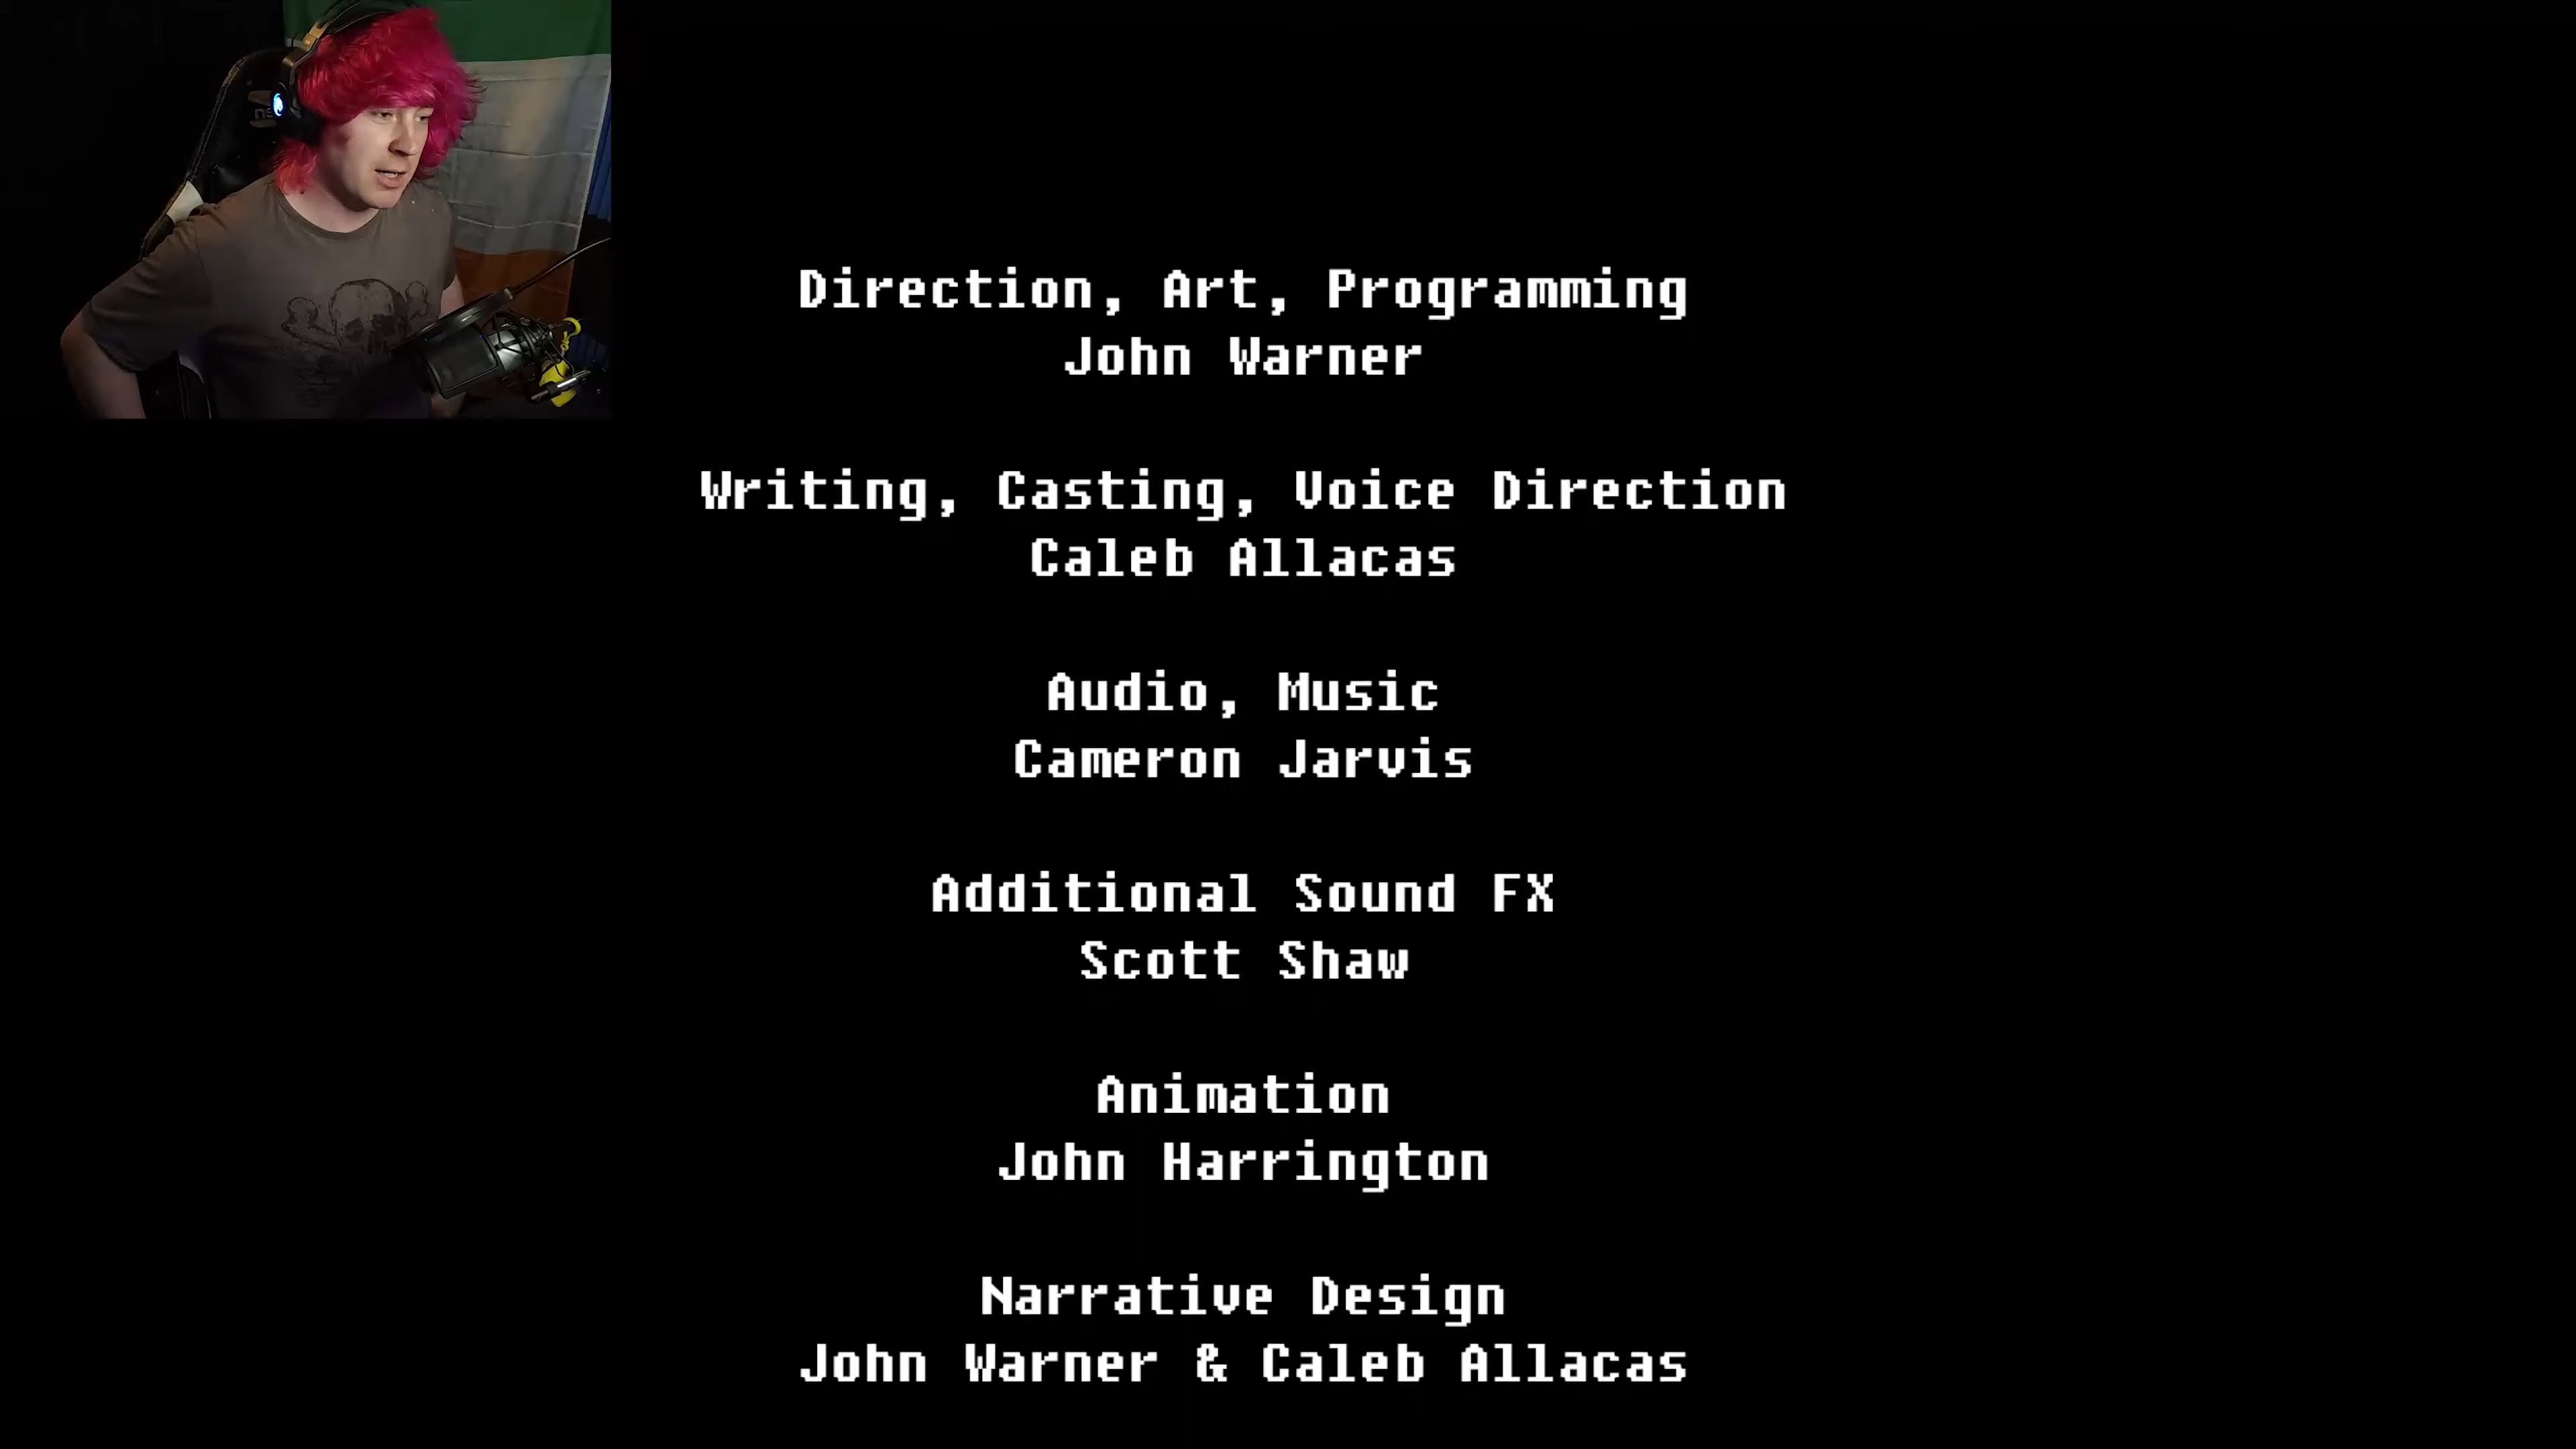 Direction, Art, Programming
John Warner
Writing, Casting, Voice Direction
Caleb Allacas
Audio, Music
Cameron Jarvis
Additional Sound FX
Scott Shaw
Animation
John Harrington
Narrative Design
John Warner & Caleb Allacas